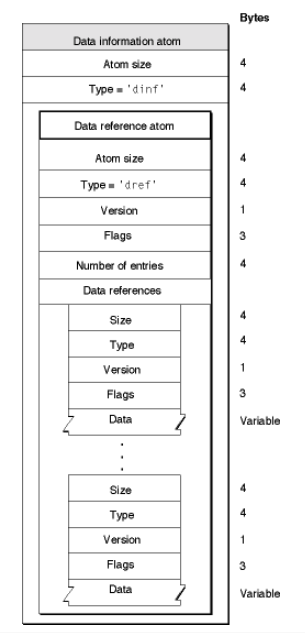 Bytes
Data information atom
Atom size 4
Type = 'dinf' 4
Data reference atom
Atom size 4
Type = 'dref' 4
Version 1
Flags 3
Number of entries 4
Data references
Size 4
Type 4
Version 1
Flags 3
Data Variable
Size 4
Type 4
Version 1
Flags 3
Data Variable